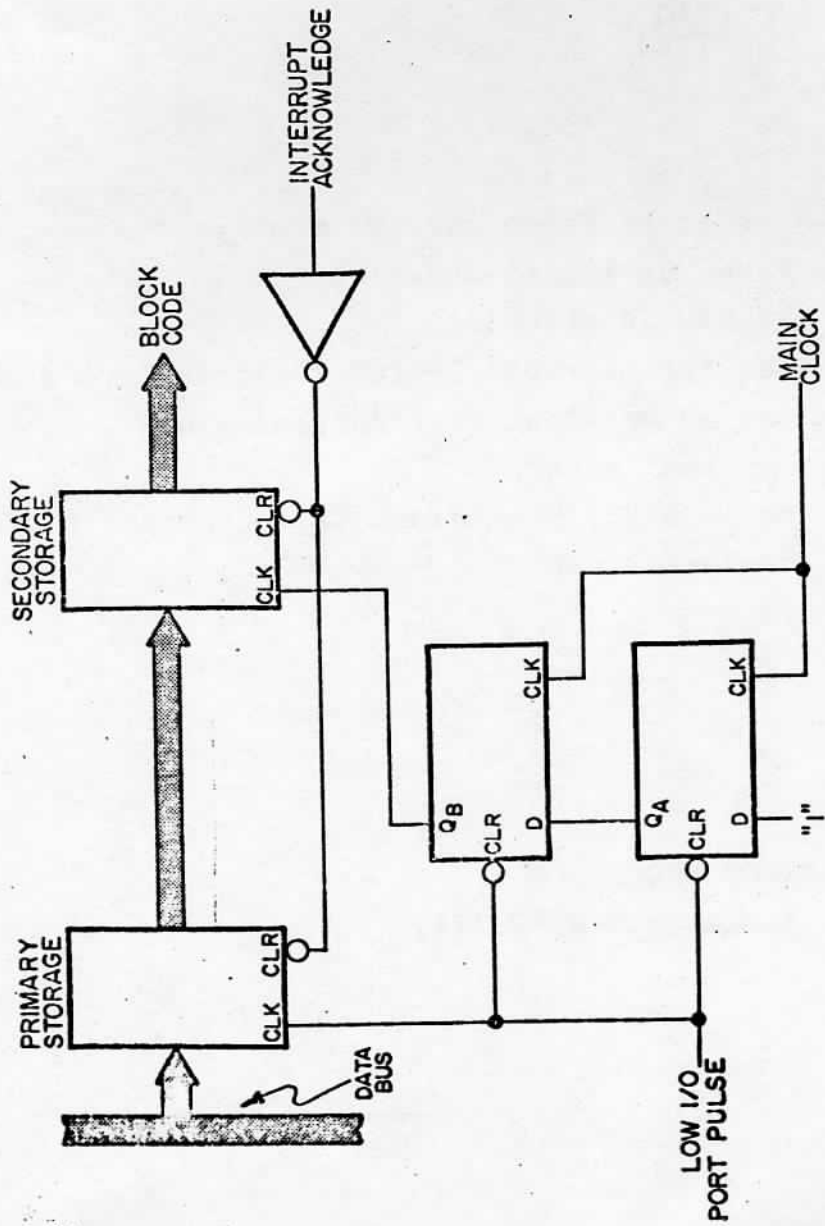 PRIMARY
STORAGE
SECONDARY
STORAGE
BLOCK
CODE
CLK
CLR
CLK
CLR
DATA
BUS
INTERRUPT
ACKNOWLEDGE
QB
CLR
D
CLK
QA
CLR
D
CLK
"1"
LOW I/O
PORT PULSE
MAIN
CLOCK